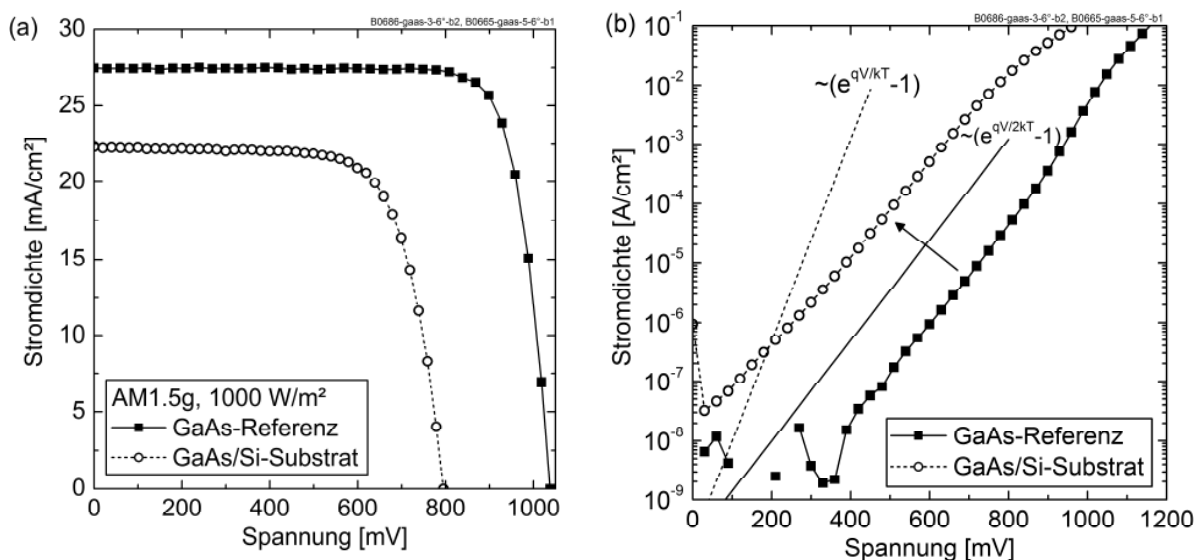 (a)
B0686-gaas-3-6°-b2, B0665-gaas-5-6°-b1
Stromdichte [mA/cm²]
30
25
20
15
10
5
0
AM1.5g, 1000 W/m²
GaAs-Referenz
GaAs/Si-Substrat
0 200 400 600 800 1000
Spannung [mV]
(b)
B0686-gaas-3-6°-b2, B0665-gaas-5-6°-b1
Stromdichte [A/cm²]
10⁻¹
10⁻²
10⁻³
10⁻⁴
10⁻⁵
10⁻⁶
10⁻⁷
10⁻⁸
10⁻⁹
~(e^qV/kT-1)
~(e^qV/2kT-1)
GaAs-Referenz
GaAs/Si-Substrat
0 200 400 600 800 1000 1200
Spannung [mV]